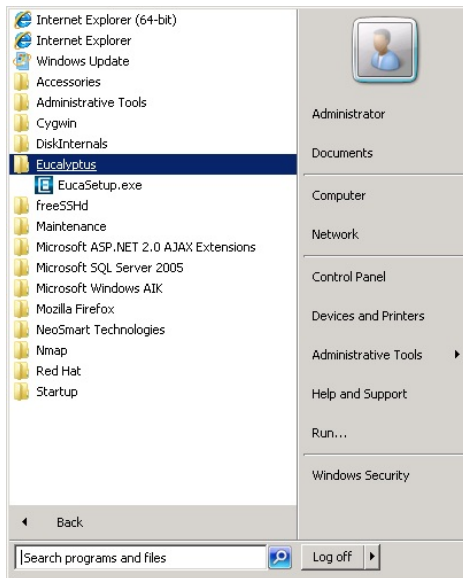 Internet Explorer (64-bit)
Internet Explorer
Windows Update
Accessories
Administrative Tools
Cygwin
DiskInternals
Eucalyptus
EucaSetup.exe
freeSSHd
Maintenance
Microsoft ASP.NET 2.0 AJAX Extensions
Microsoft SQL Server 2005
Microsoft Windows AIK
Mozilla Firefox
NeoSmart Technologies
Nmap
Red Hat
Startup
Back
Search programs and files
Administrator
Documents
Computer
Network
Control Panel
Devices and Printers
Administrative Tools
Help and Support
Run...
Windows Security
Log off